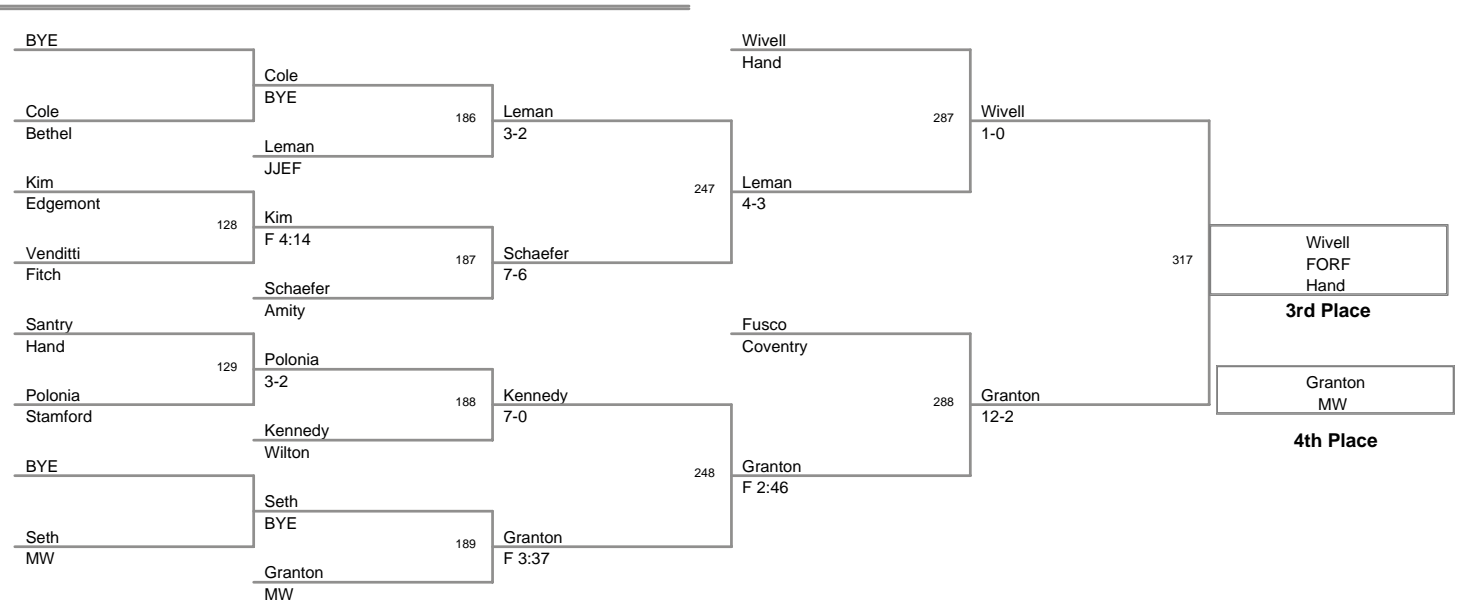 BYE
Cole
Bethel
Kim
Edgemont
128
Venditti
Fitch
Santry
Hand
129
Polonia
Stamford
BYE
Seth
MW
Cole
BYE
186
Leman
JJEF
Kim
F 4:14
187
Schaefer
Amity
Polonia
3-2
188
Kennedy
Wilton
Seth
BYE
189
Granton
MW
Leman
3-2
247
Schaefer
7-6
Kennedy
7-0
248
Granton
F 3:37
Wivell
Hand
287
Leman
4-3
Fusco
Coventry
288
Granton
F 2:46
Wivell
1-0
317
Granton
12-2
Wivell
FORF
Hand
3rd Place
Granton
MW
4th Place